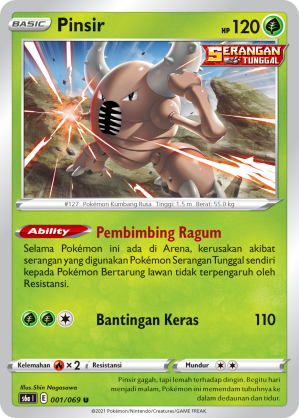 BASIC Pinsir HP 120
SERANGAN
TUNGGAL
#127 Pokémon Kumbang Rusa Tinggi: 1.5 m Berat: 55.0 kg
Ability Pembimbing Ragum
Selama Pokémon ini ada di Arena, kerusakan akibat
serangan yang digunakan Pokémon Serangan Tunggal sendiri
kepada Pokémon Bertarung lawan tidak terpengaruh oleh
Resistansi.
Bantingan Keras 110
Kelemahan ×2 Resistansi Mundur
Illus. Shin Nagasawa
s6a I E 001/069 U
Pinsir gagah, tapi lemah terhadap dingin. Begitu hari
menjadi malam, Pokémon ini memendam tubuhnya ke
dalam dedaunan dan tidur.
©2021 Pokémon/Nintendo/Creatures/GAME FREAK